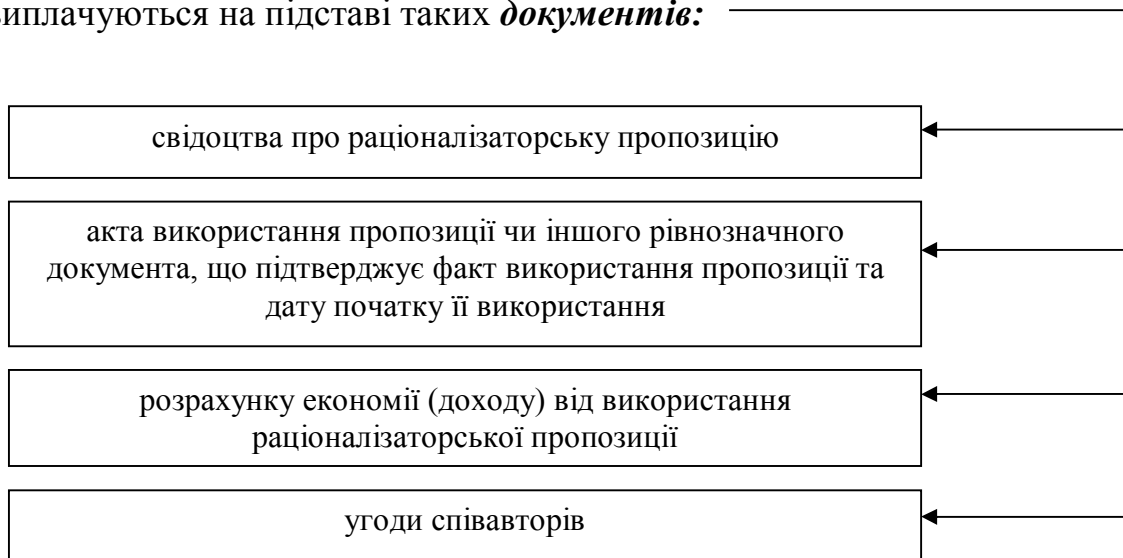 виплачуються на підставі таких документів:
свідоцтва про раціоналізаторську пропозицію
акта використання пропозиції чи іншого рівнозначного
документа, що підтверджує факт використання пропозиції та
дату початку її використання
розрахунку економії (доходу) від використання
раціоналізаторської пропозиції
угоди співавторів